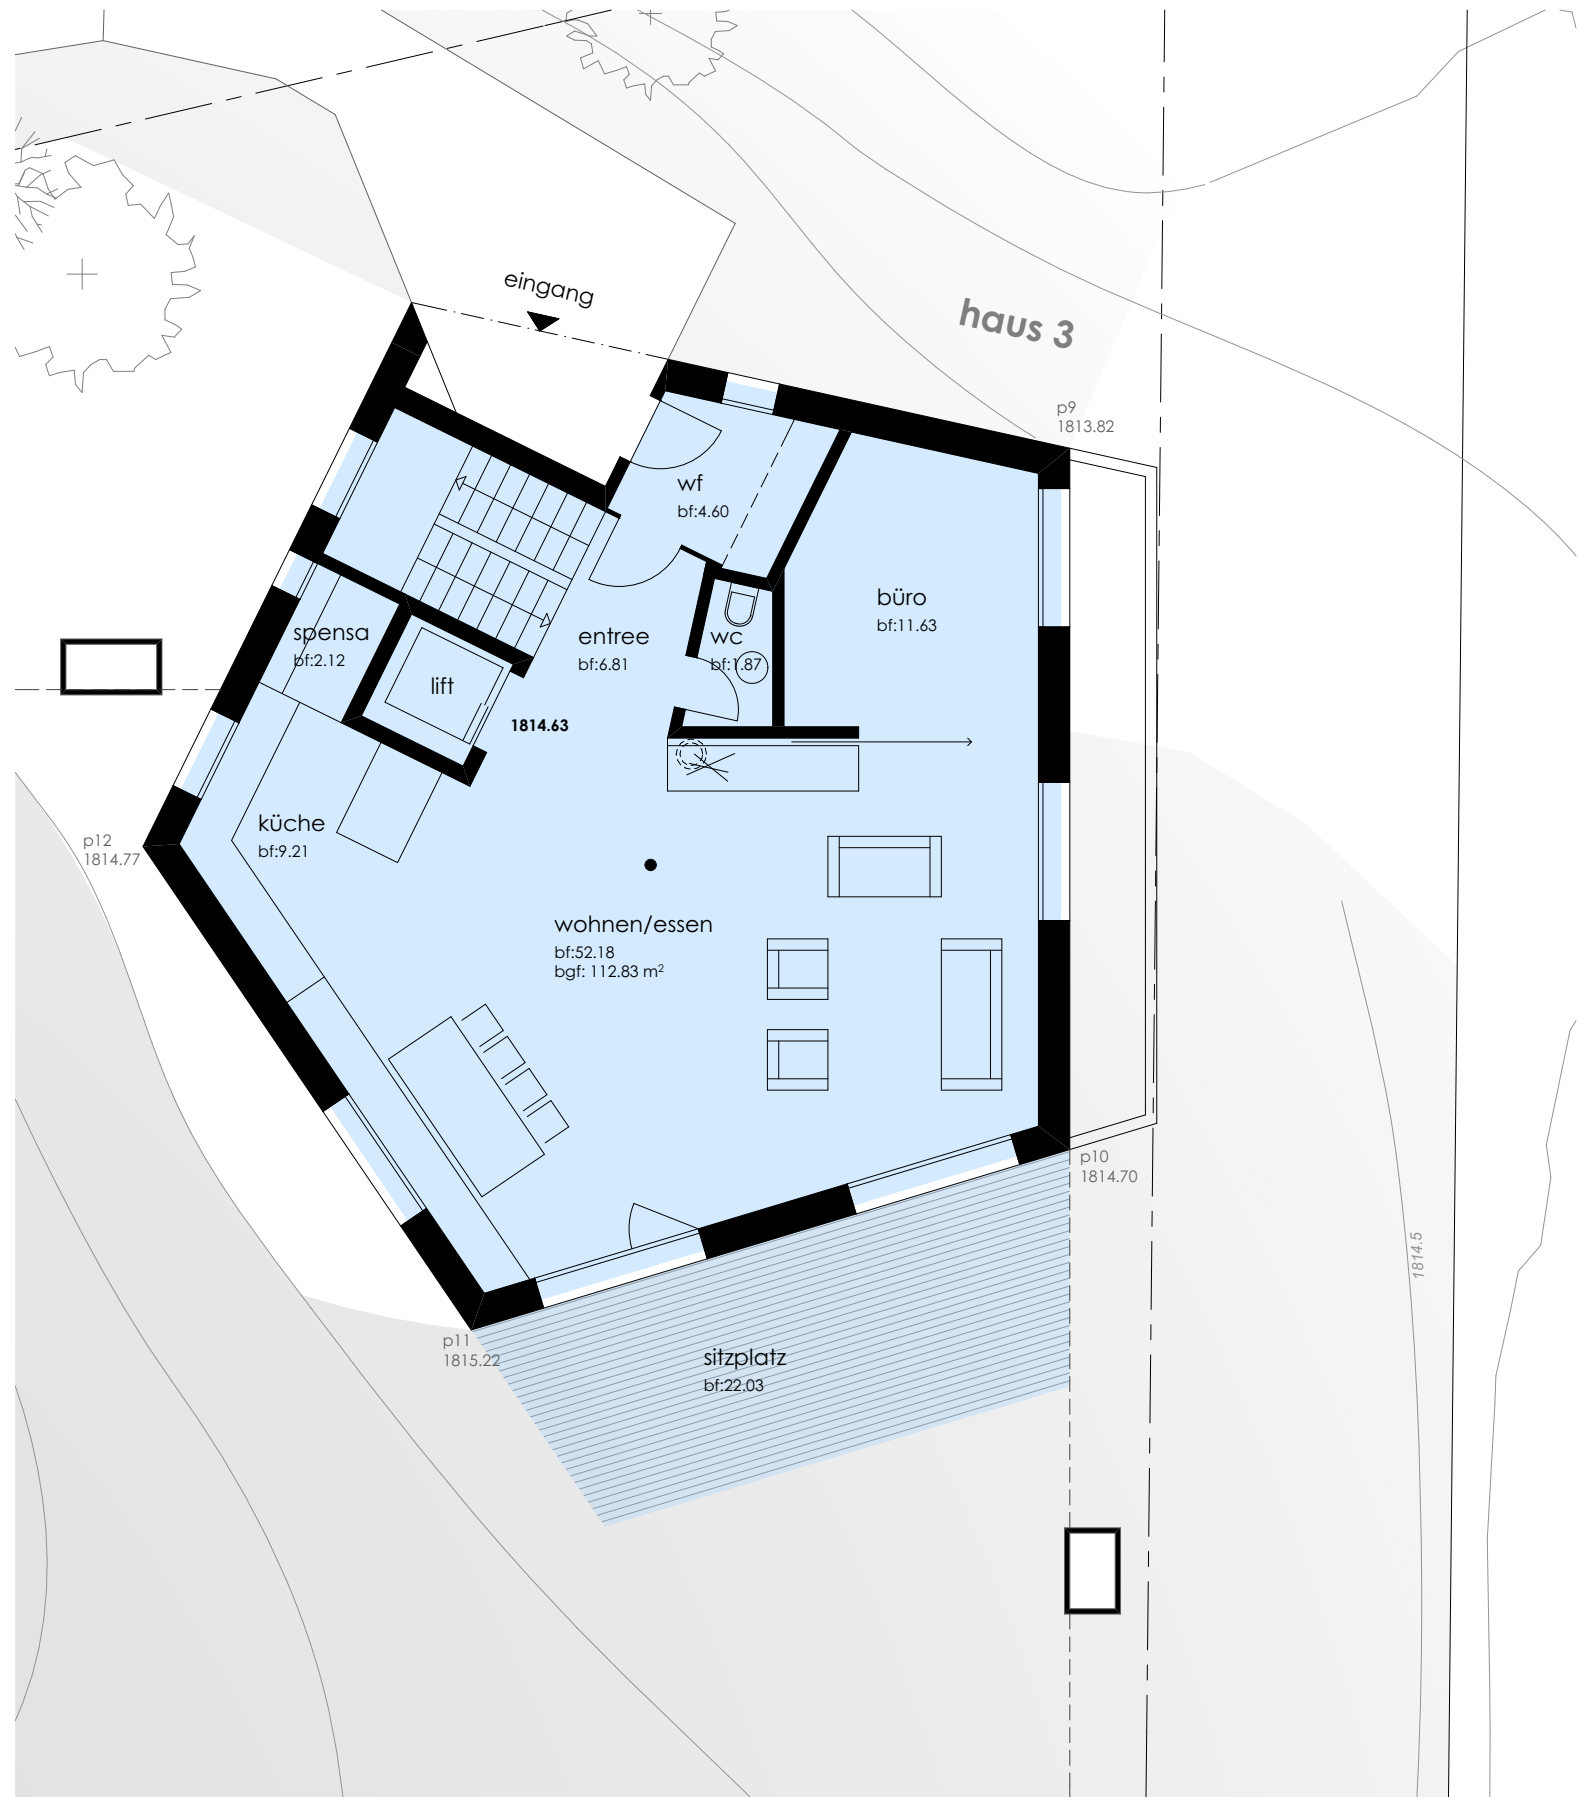 eingang
haus 3
p9
1813.82
wf
bf:4.60
büro
bf:11.63
spensa
bf:2.12
entree
bf:6.81
wc
bf:1.87
lift
1814.63
küche
bf:9.21
p12
1814.77
wohnen/essen
bf:52.18
bgf: 112.83 m²
p10
1814.70
1814.5
p11
1815.22
sitzplatz
bf:22.03